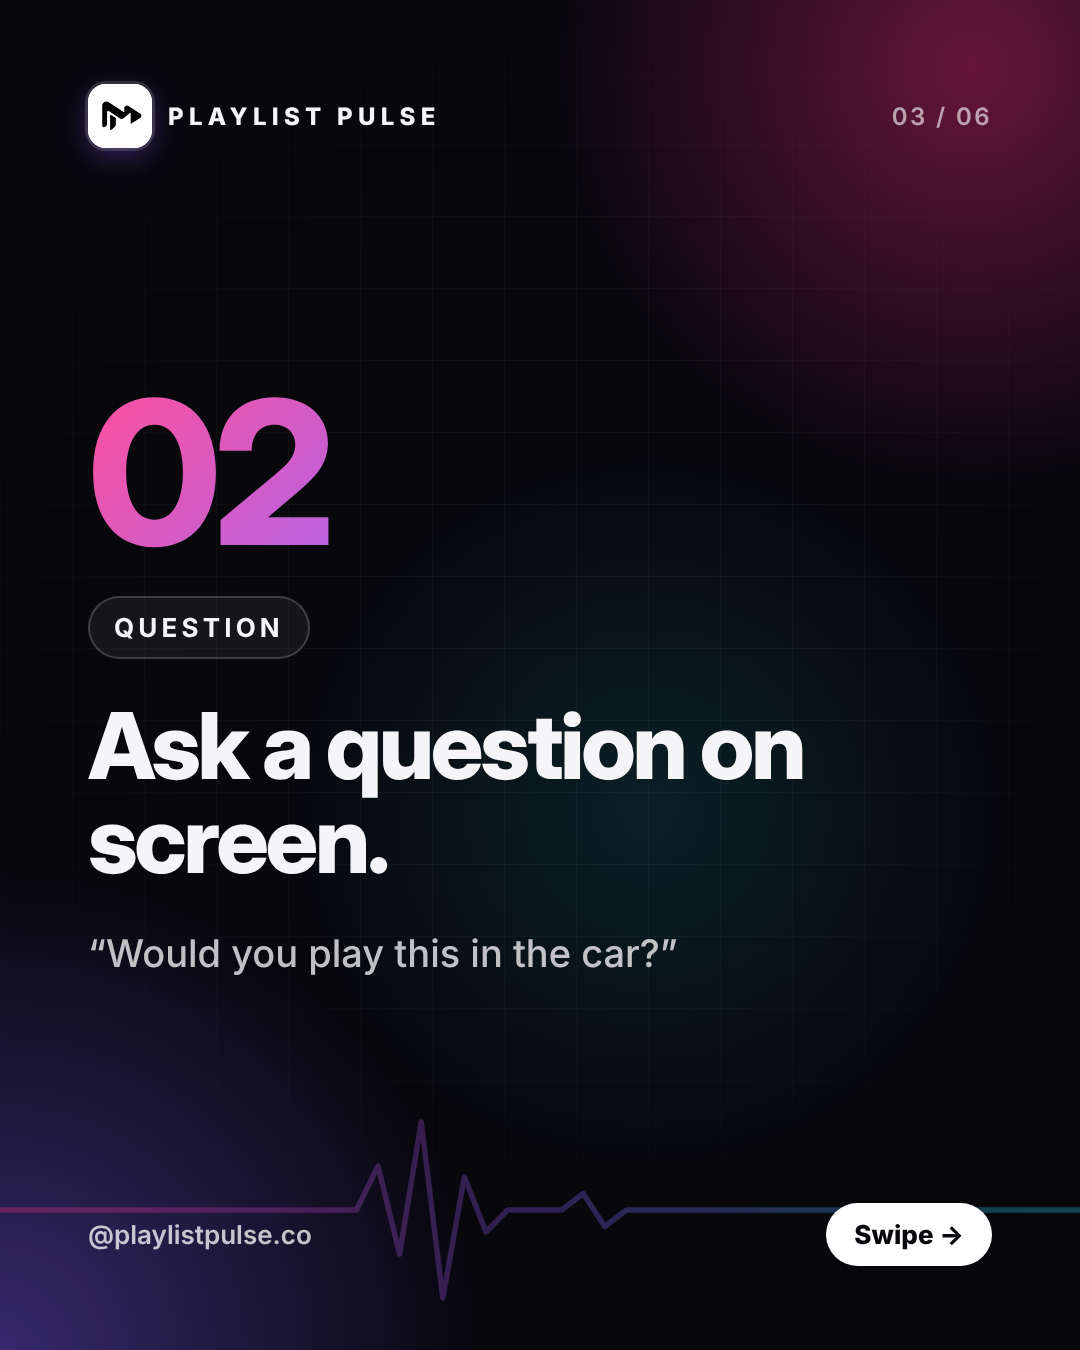 PLAYLIST PULSE
03 / 06
02
QUESTION
Ask a question on
screen.
“Would you play this in the car?”
@playlistpulse.co
Swipe →